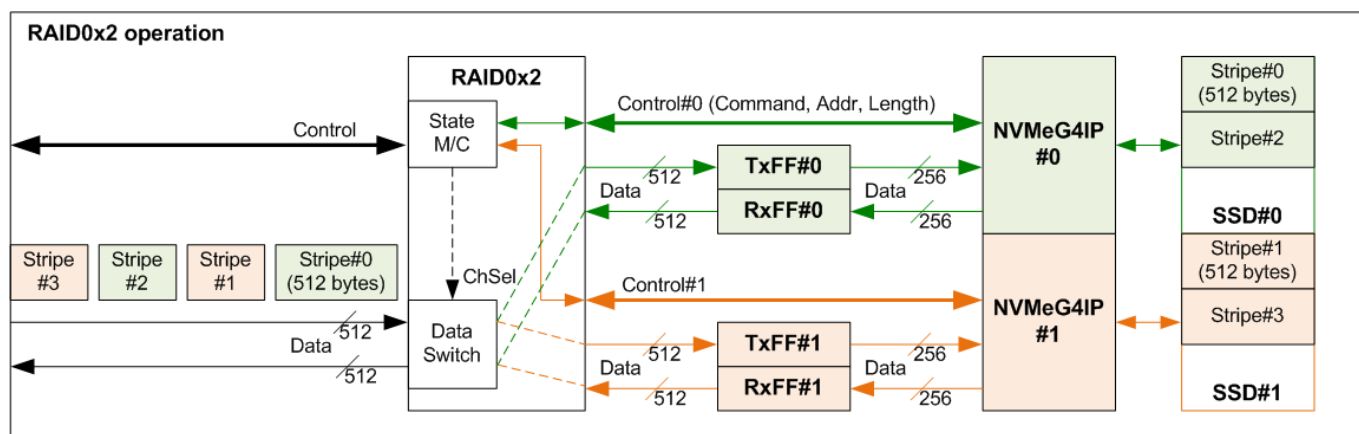 RAID0x2 operation
RAID0x2
Control
State
M/C
Control#0 (Command, Addr, Length)
NVMeG4IP
#0
Stripe#0
(512 bytes)
Stripe#2
SSD#0
512
TxFF#0
256
Data
RxFF#0
Data
512
256
Stripe
#3
Stripe
#2
Stripe
#1
Stripe#0
(512 bytes)
ChSel
Control#1
NVMeG4IP
#1
Stripe#1
(512 bytes)
Stripe#3
SSD#1
512
Data
512
Data
Switch
512
TxFF#1
256
Data
RxFF#1
Data
512
256